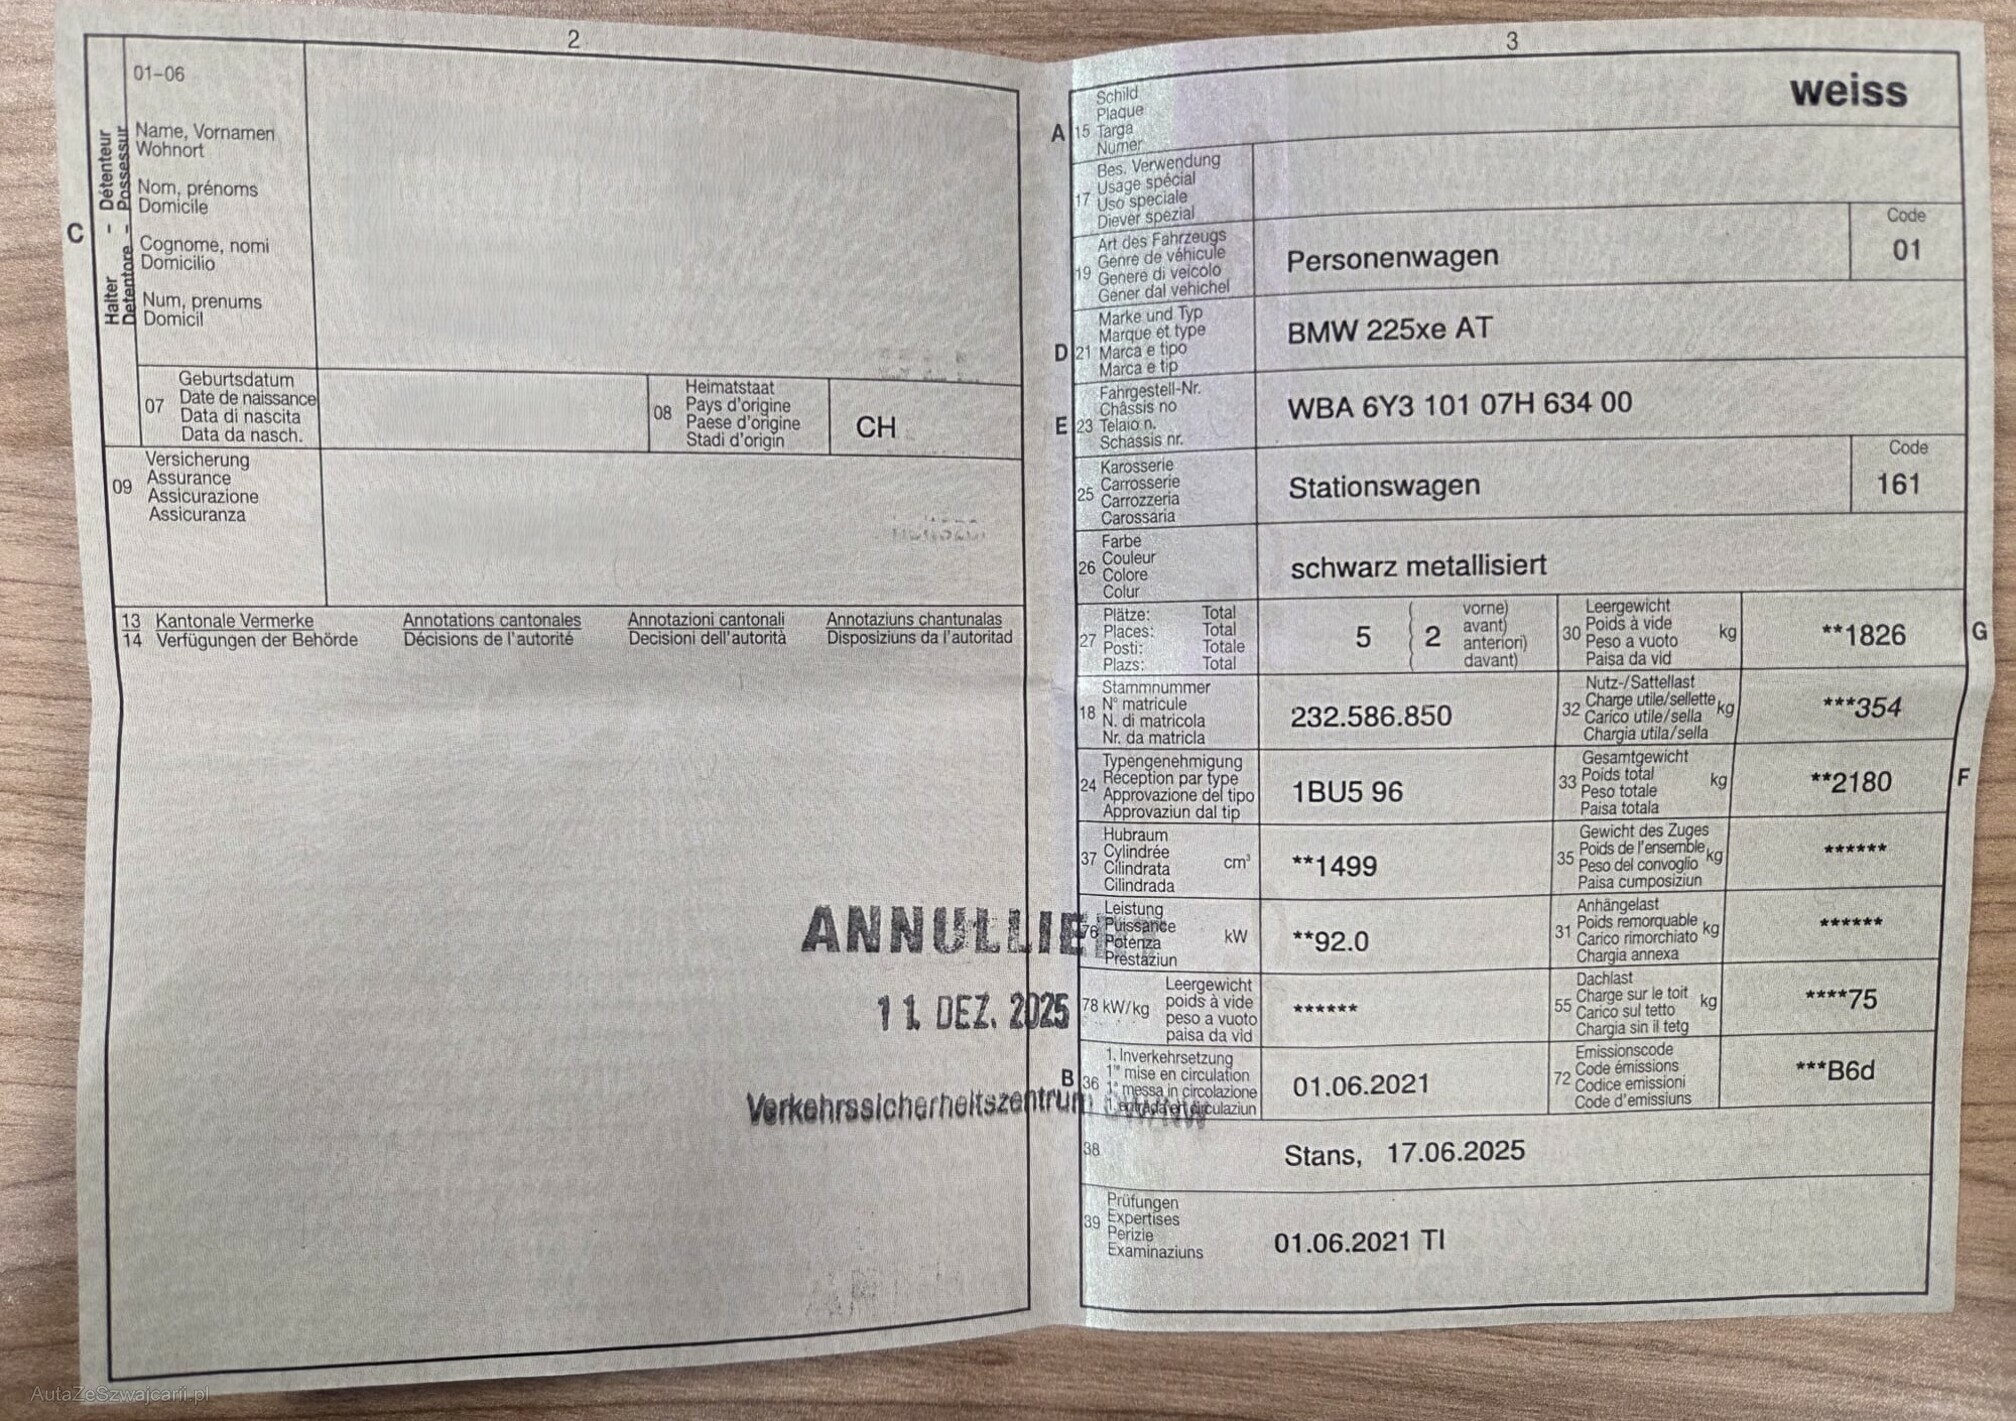 2
01–06
Halter – Détenteur
Detentore – Possessur
C
Name, Vornamen
Wohnort
Nom, prénoms
Domicile
Cognome, nomi
Domicilio
Num, prenums
Domicil
07
Geburtsdatum
Date de naissance
Data di nascita
Data da nasch.
08
Heimatstaat
Pays d'origine
Paese d'origine
Stadi d'origin
CH
09
Versicherung
Assurance
Assicurazione
Assicuranza
13 Kantonale Vermerke Annotations cantonales Annotazioni cantonali Annotaziuns chantunalas
14 Verfügungen der Behörde Décisions de l'autorité Decisioni dell'autorità Disposiziuns da l'autoritad
ANNULLIE
11. DEZ. 2025
Verkehrssicherheitszentrum
3
weiss
A 15
Schild
Plaque
Targa
Numer
17
Bes. Verwendung
Usage spécial
Uso speciale
Diever spezial
19
Art des Fahrzeugs
Genre de véhicule
Genere di veicolo
Gener dal vehichel
Personenwagen
Code
01
D 21
Marke und Typ
Marque et type
Marca e tipo
Marca e tip
BMW 225xe AT
E 23
Fahrgestell-Nr.
Châssis no
Telaio n.
Schassis nr.
WBA 6Y3 101 07H 634 00
25
Karosserie
Carrosserie
Carrozzeria
Carossaria
Stationswagen
Code
161
26
Farbe
Couleur
Colore
Colur
schwarz metallisiert
27
Plätze: Total
Places: Total
Posti: Totale
Plazs: Total
5 ( 2
vorne)
avant)
anteriori)
davant)
30
Leergewicht
Poids à vide
Peso a vuoto
Paisa da vid
kg
**1826
G
18
Stammnummer
N° matricule
N. di matricola
Nr. da matricla
232.586.850
32
Nutz-/Sattellast
Charge utile/sellette
Carico utile/sella
Chargia utila/sella
kg
***354
24
Typengenehmigung
Réception par type
Approvazione del tipo
Approvaziun dal tip
1BU5 96
33
Gesamtgewicht
Poids total
Peso totale
Paisa totala
kg
**2180
F
37
Hubraum
Cylindrée
Cilindrata
Cilindrada
cm³
**1499
35
Gewicht des Zuges
Poids de l'ensemble
Peso del convoglio
Paisa cumposiziun
kg
******
76
Leistung
Puissance
Potenza
Prestaziun
kW
**92.0
31
Anhängelast
Poids remorquable
Carico rimorchiato
Chargia annexa
kg
******
78 kW/kg
Leergewicht
poids à vide
peso a vuoto
paisa da vid
******
55
Dachlast
Charge sur le toit
Carico sul tetto
Chargia sin il tetg
kg
****75
B 36
1. Inverkehrsetzung
1re mise en circulation
1a messa in circolazione
1. entrada en circulaziun
01.06.2021
72
Emissionscode
Code émissions
Codice emissioni
Code d'emissiuns
***B6d
38
Stans, 17.06.2025
39
Prüfungen
Expertises
Perizie
Examinaziuns
01.06.2021 TI
AutaZeSzwajcarii.pl